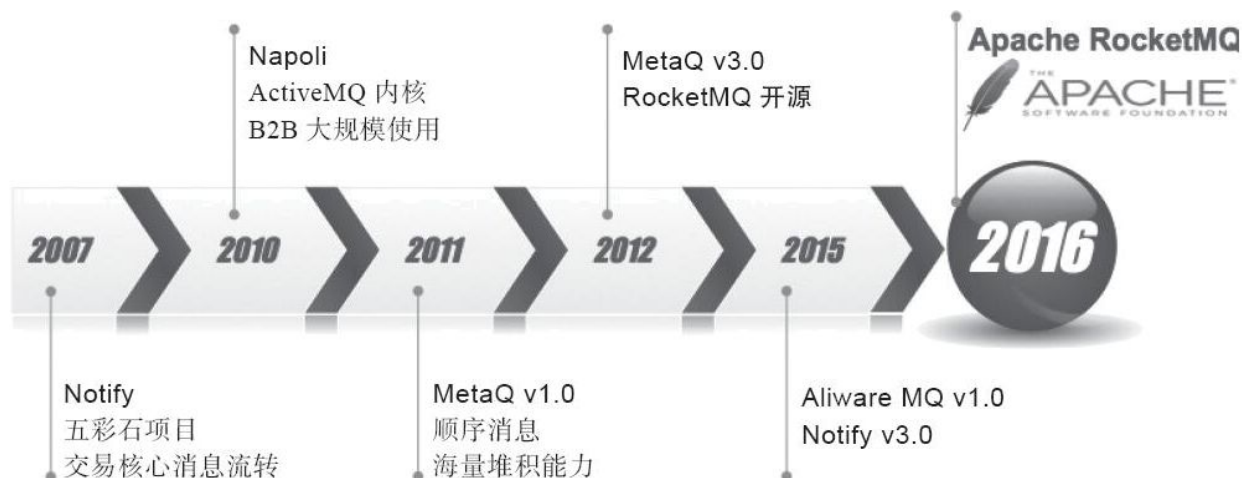 Napoli
ActiveMQ 内核
B2B 大规模使用
MetaQ v3.0
RocketMQ 开源
Apache RocketMQ
THE
APACHE®
SOFTWARE FOUNDATION
2007
2010
2011
2012
2015
2016
Notify
五彩石项目
交易核心消息流转
MetaQ v1.0
顺序消息
海量堆积能力
Aliware MQ v1.0
Notify v3.0